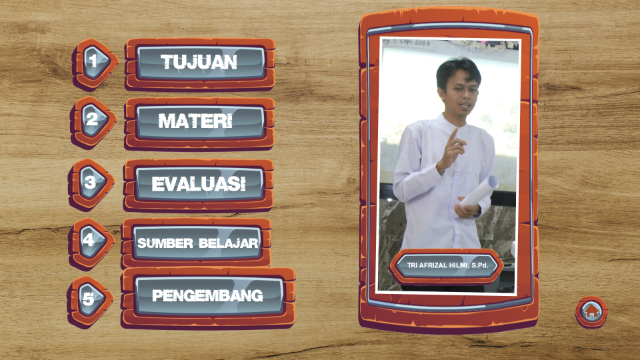 1 TUJUAN
2 MATERI
3 EVALUASI
4 SUMBER BELAJAR
5 PENGEMBANG
TRI AFRIZAL HILMI, S.Pd.